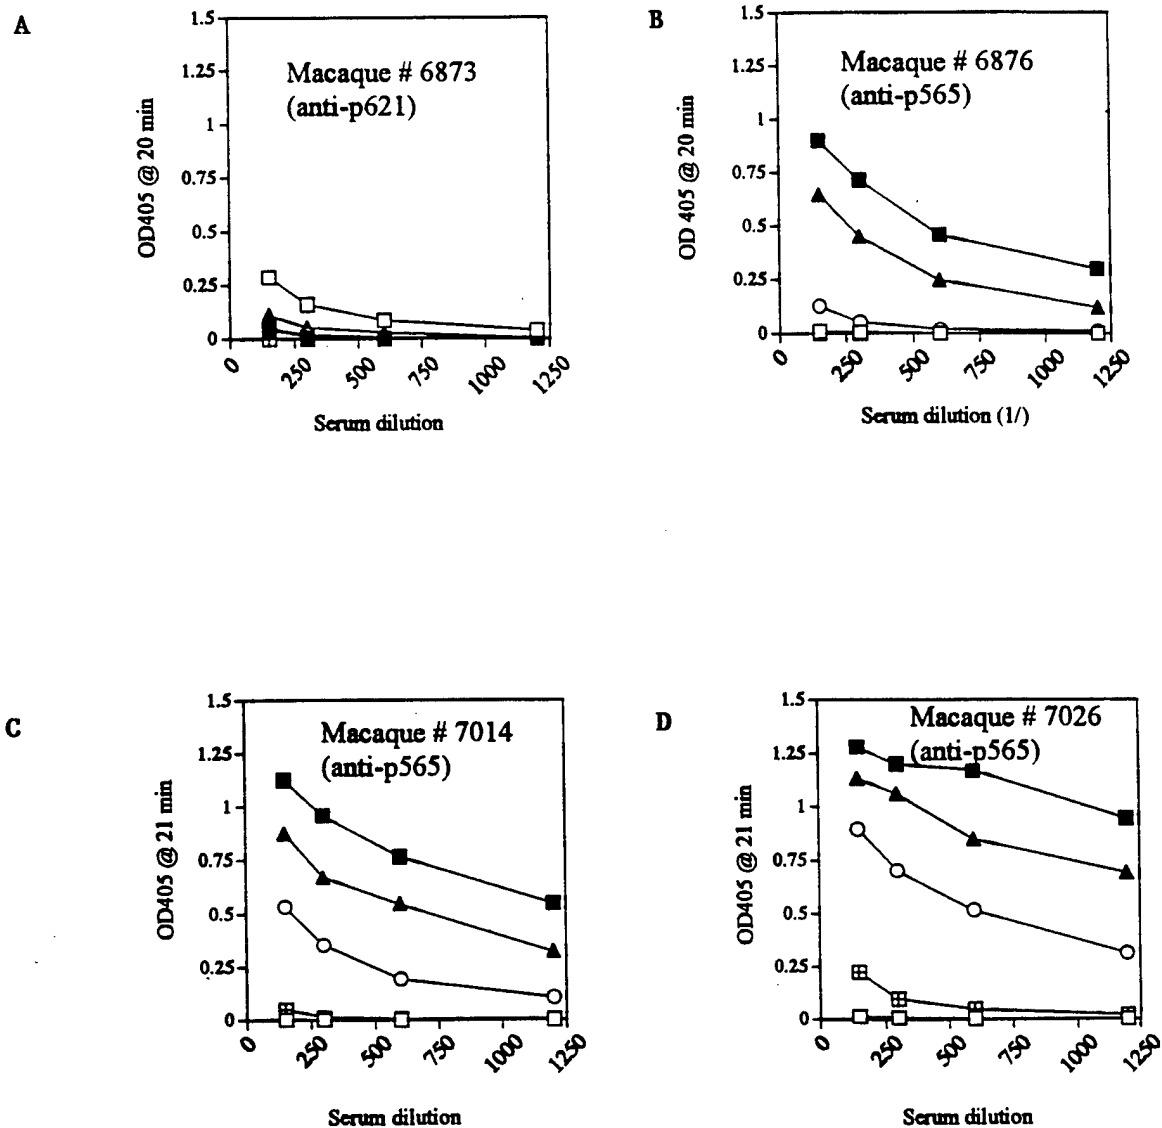 A
1.5
1.25
1
0.75
0.5
0.25
0
OD405 @ 20 min
Macaque # 6873
(anti-p621)
0
250
500
750
1000
1250
Serum dilution
B
1.5
1.25
1
0.75
0.5
0.25
0
OD 405 @ 20 min
Macaque # 6876
(anti-p565)
0
250
500
750
1000
1250
Serum dilution (1/)
C
1.5
1.25
1
0.75
0.5
0.25
0
OD405 @ 21 min
Macaque # 7014
(anti-p565)
0
250
500
750
1000
1250
Serum dilution
D
1.5
1.25
1
0.75
0.5
0.25
0
OD405 @ 21 min
Macaque # 7026
(anti-p565)
0
250
500
750
1000
1250
Serum dilution